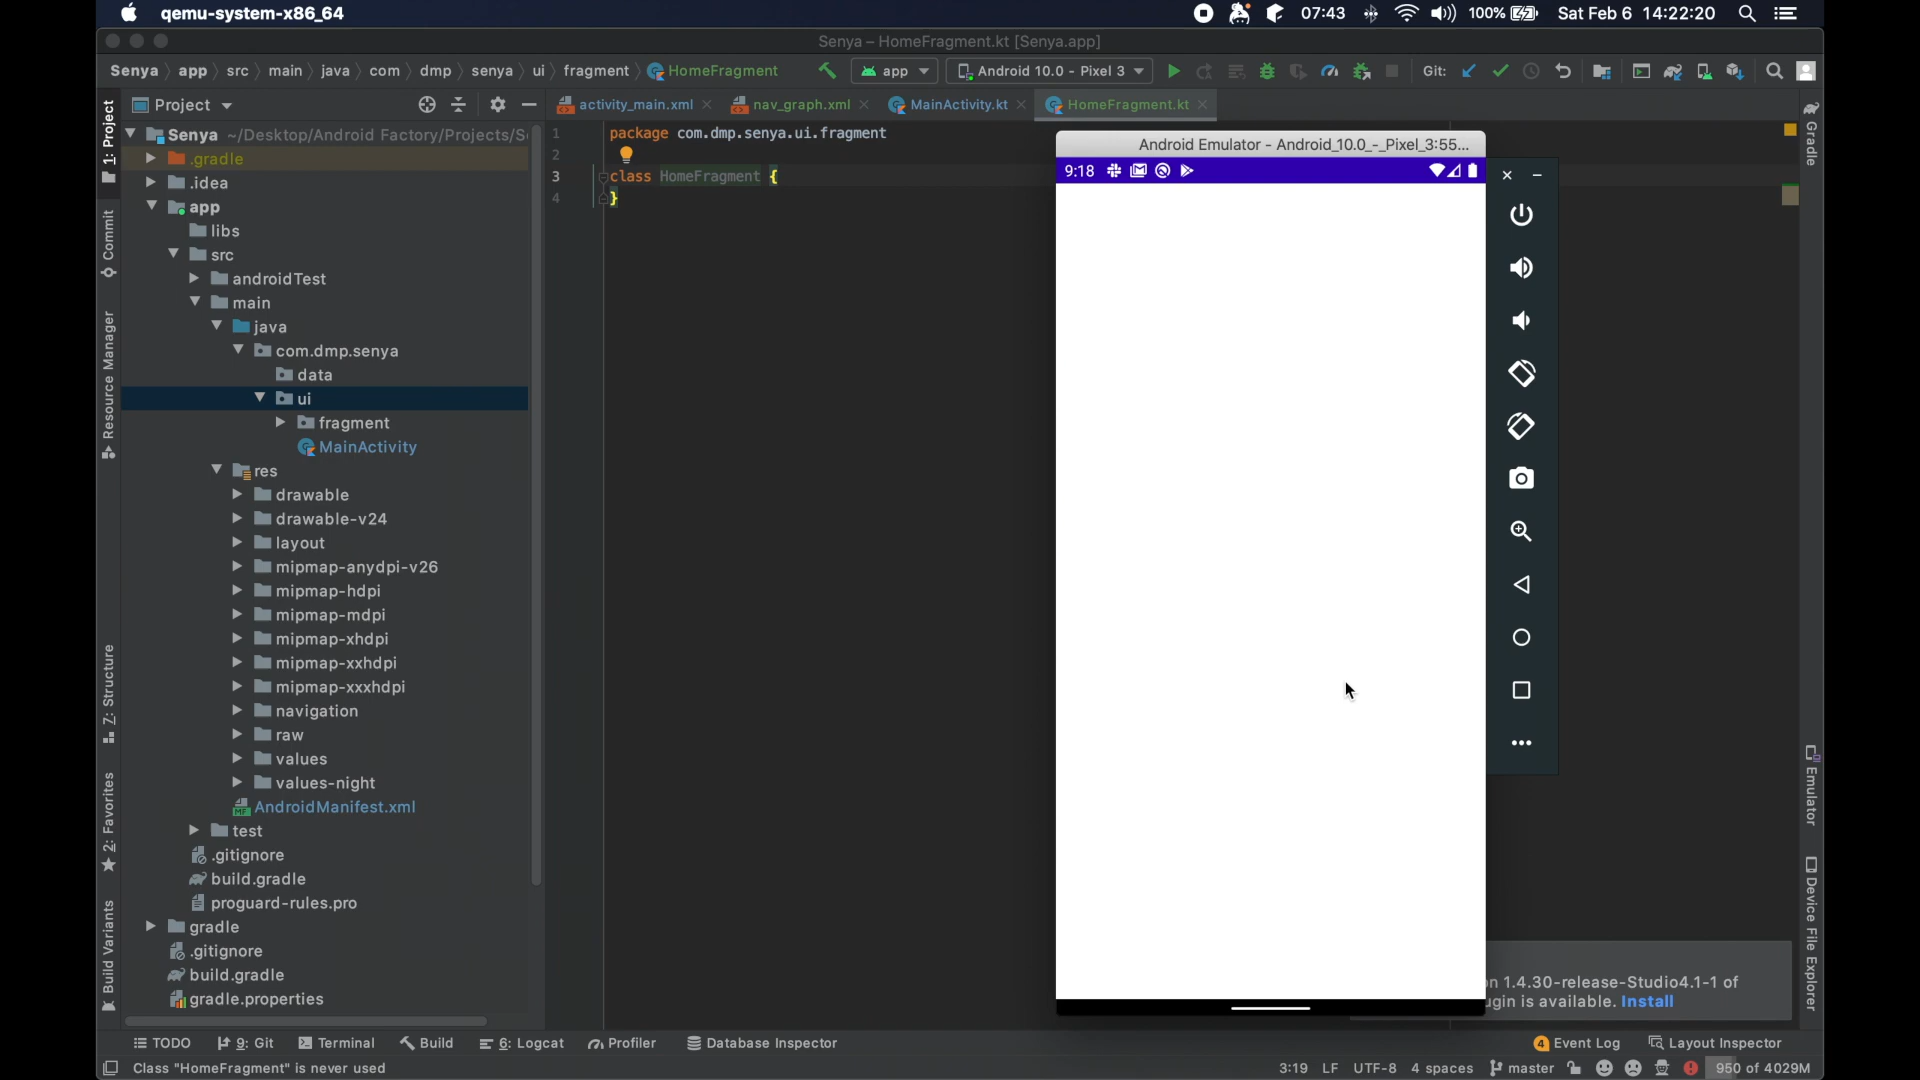 qemu-system-x86_64
07:43
100%
Sat Feb 6 14:22:20
Senya – HomeFragment.kt [Senya.app]
Senya app src main java com dmp senya ui fragment HomeFragment
app
Android 10.0 - Pixel 3
Git:
Project
activity_main.xml
nav_graph.xml
MainActivity.kt
HomeFragment.kt
1: Project
Commit
Resource Manager
Z: Structure
2: Favorites
Build Variants
Senya ~/Desktop/Android Factory/Projects/S
.gradle
.idea
app
libs
src
androidTest
main
java
com.dmp.senya
data
ui
fragment
MainActivity
res
drawable
drawable-v24
layout
mipmap-anydpi-v26
mipmap-hdpi
mipmap-mdpi
mipmap-xhdpi
mipmap-xxhdpi
mipmap-xxxhdpi
navigation
raw
values
values-night
AndroidManifest.xml
test
.gitignore
build.gradle
proguard-rules.pro
gradle
.gitignore
build.gradle
gradle.properties
1 package com.dmp.senya.ui.fragment
2
3 class HomeFragment {
4 }
Android Emulator - Android_10.0_-_Pixel_3:55...
9:18
Gradle
Emulator
Device File Explorer
on 1.4.30-release-Studio4.1-1 of
ugin is available. Install
TODO
9: Git
Terminal
Build
6: Logcat
Profiler
Database Inspector
4 Event Log
Layout Inspector
Class "HomeFragment" is never used
3:19 LF UTF-8 4 spaces master 950 of 4029M